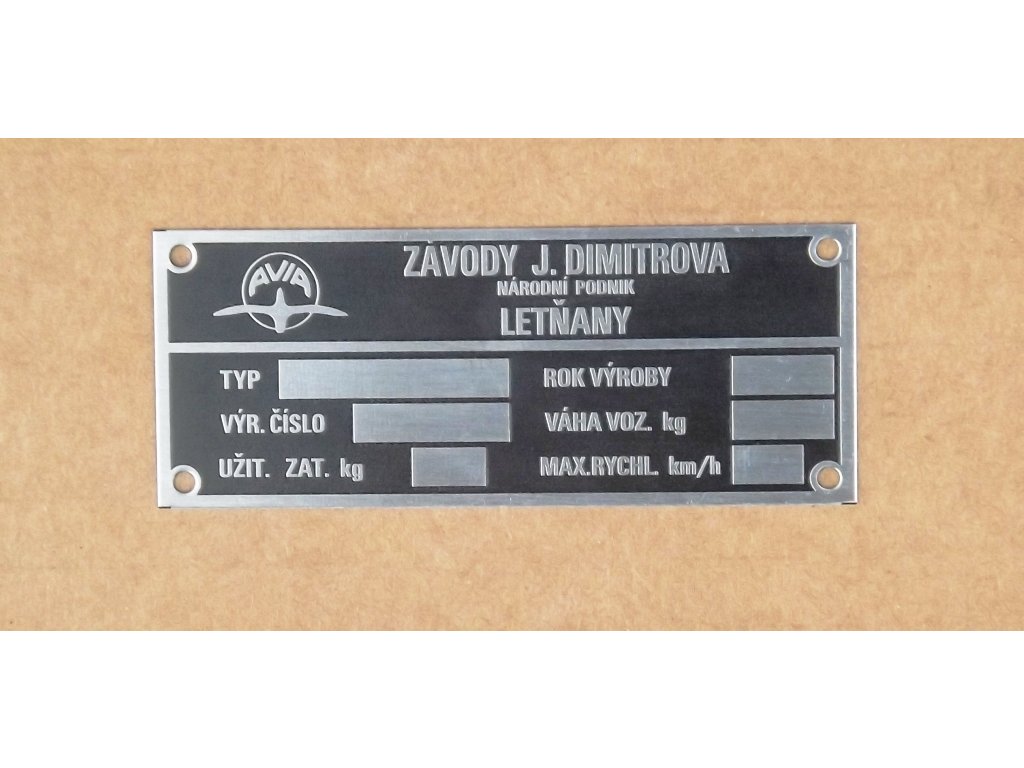 AVIA
ZÁVODY J. DIMITROVA
NÁRODNÍ PODNIK
LETŇANY
TYP
ROK VÝROBY
VÝR. ČÍSLO
VÁHA VOZ. kg
UŽIT. ZAT. kg
MAX.RYCHL. km/h